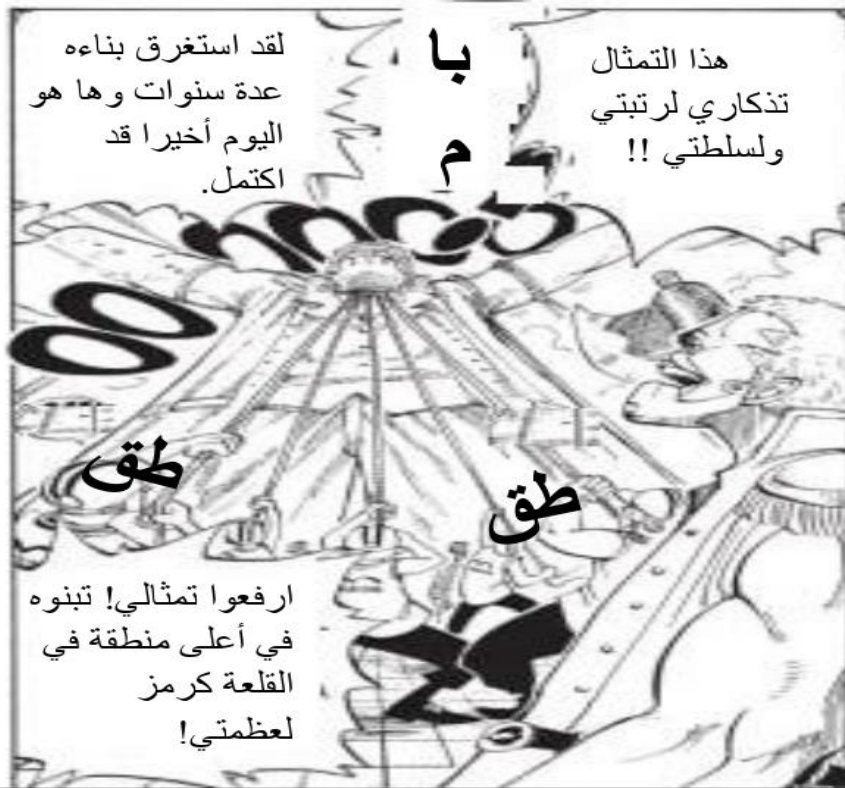 هذا التمثال
تذكاري لرتبتي
ولسلطتي !!
با
م
لقد استغرق بناءه
عدة سنوات وها هو
اليوم أخيرا قد
اكتمل.
طق
طق
ارفعوا تمثالي! تبنوه
في أعلى منطقة في
القلعة كرمز
لعظمتي!